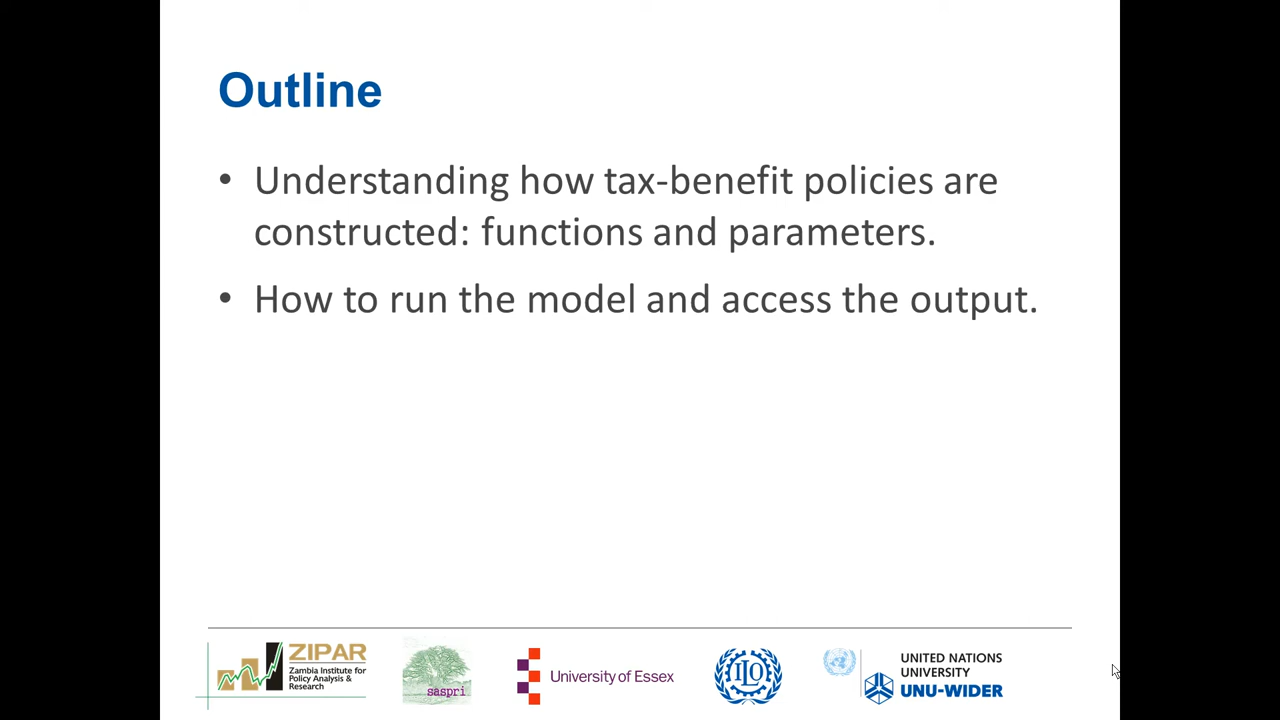 Outline
• Understanding how tax-benefit policies are
constructed: functions and parameters.
• How to run the model and access the output.
ZIPAR
Zambia Institute for
Policy Analysis &
Research
saspri
University of Essex
ILO
UNITED NATIONS
UNIVERSITY
UNU-WIDER